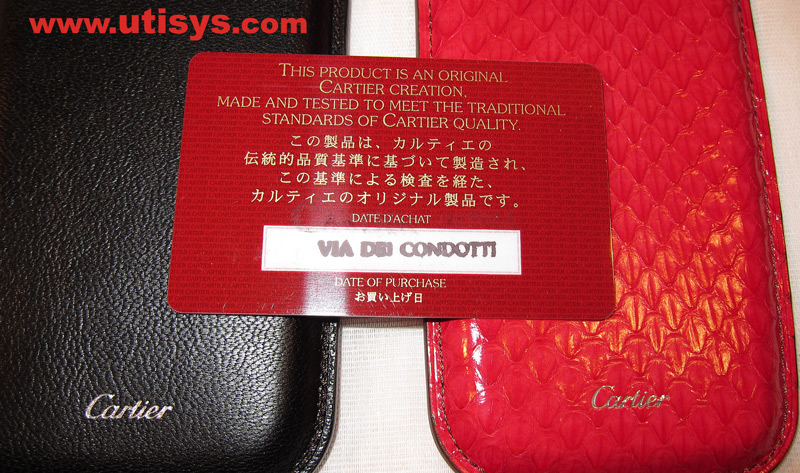 www.utisys.com
THIS PRODUCT IS AN ORIGINAL
CARTIER CREATION,
MADE AND TESTED TO MEET THE TRADITIONAL
STANDARDS OF CARTIER QUALITY.
この製品は、カルティエの
伝統的品質基準に基づいて製造され、
この基準による検査を経た、
カルティエのオリジナル製品です。
DATE D'ACHAT
VIA DEI CONDOTTI
DATE OF PURCHASE
お買い上げ日
Cartier
Cartier